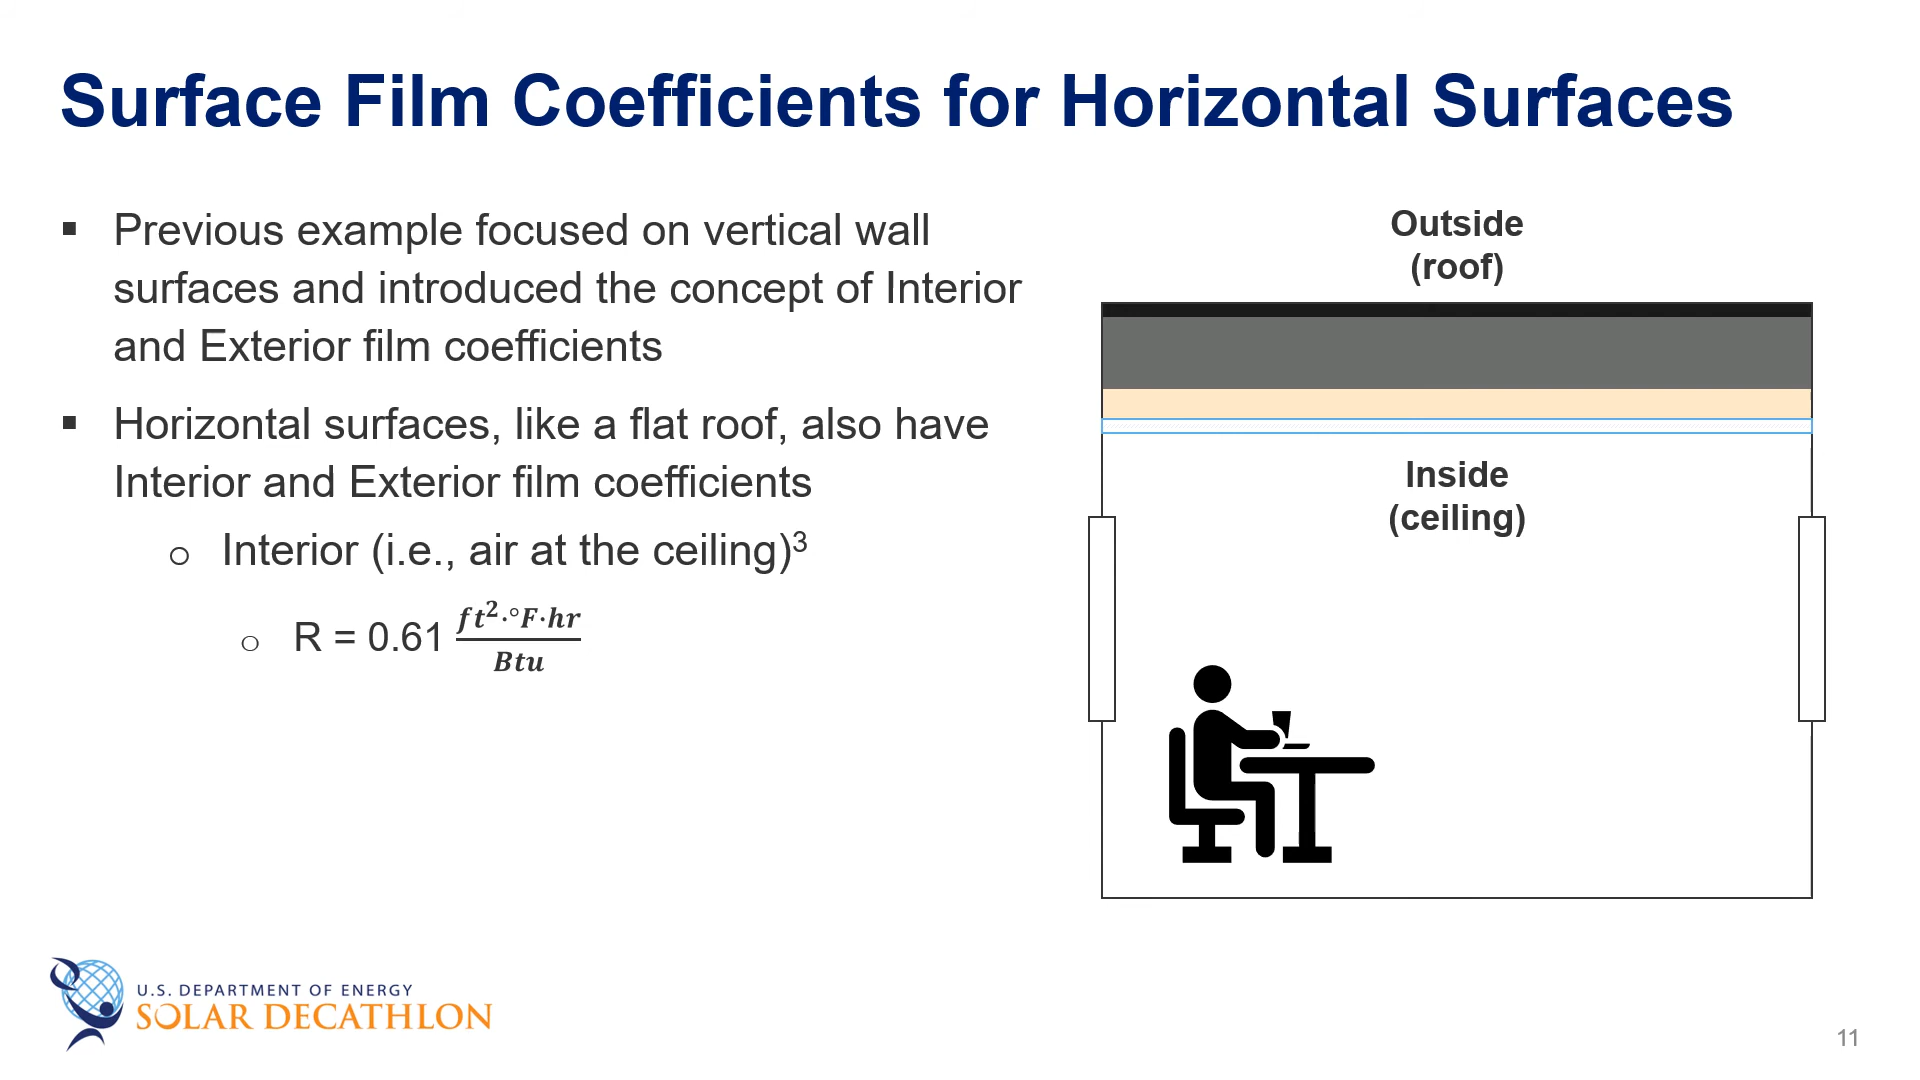 Surface Film Coefficients for Horizontal Surfaces
▪ Previous example focused on vertical wall
surfaces and introduced the concept of Interior
and Exterior film coefficients
▪ Horizontal surfaces, like a flat roof, also have
Interior and Exterior film coefficients
o Interior (i.e., air at the ceiling)³
o R = 0.61 ft²·°F·hr / Btu
Outside
(roof)
Inside
(ceiling)
U.S. DEPARTMENT OF ENERGY
SOLAR DECATHLON
11